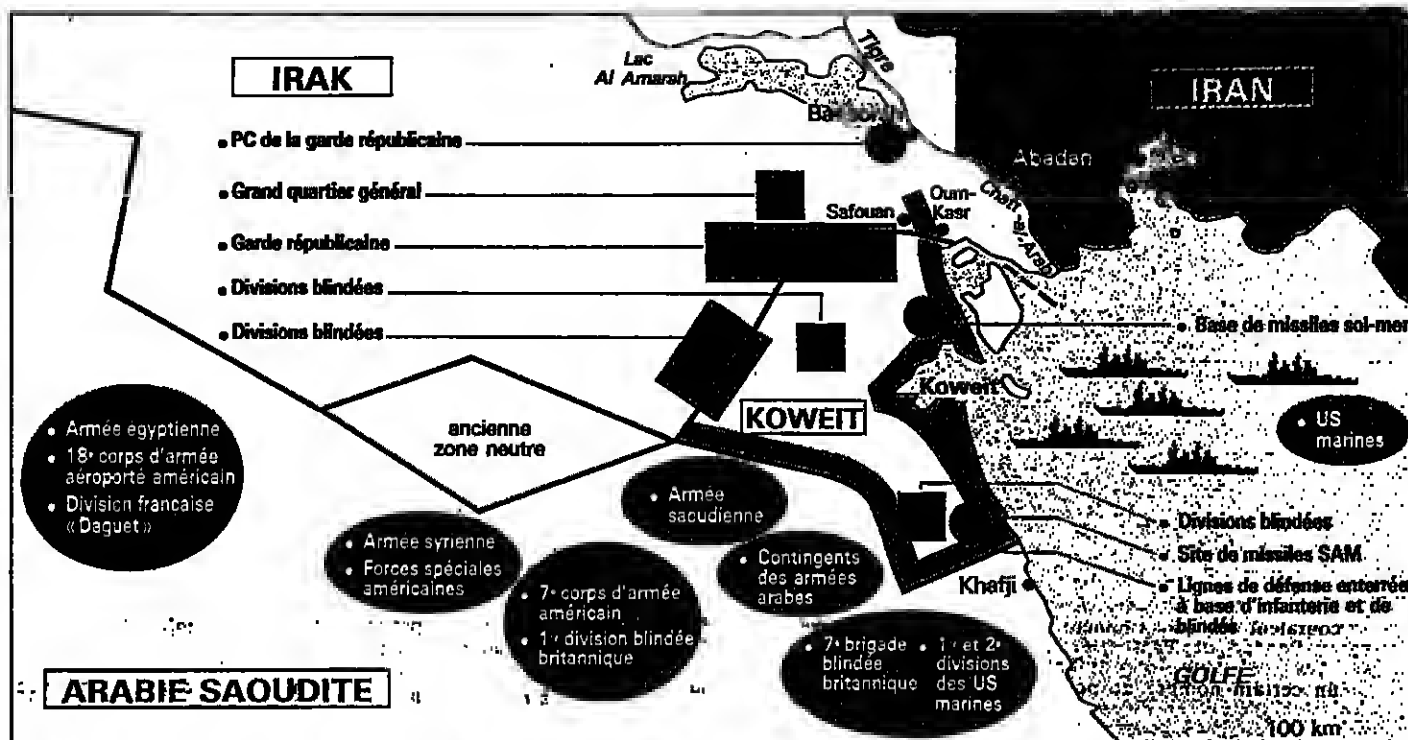 IRAK
Lac
Al Amarah
Tigre
IRAN
• PC de la garde républicaine
Abadan
• Grand quartier général
Oum-
Kasr
Safouan
Chatt-el-Arab
• Garde républicaine
• Divisions blindées
• Divisions blindées
• Base de missiles sol-mer
Koweit
KOWEIT
ancienne
zone neutre
• US
marines
• Armée égyptienne
• 18e corps d'armée
aéroporté américain
• Division française
« Daguet »
• Armée saoudienne
• Armée syrienne
• Forces spéciales
américaines
• 7e corps d'armée
américain
• 1re division blindée
britannique
• Contingents
des armées
arabes
• Divisions blindées
• Site de missiles SAM
• Lignes de défense enterrées
à base d'infanterie et de
blindés
Khafji
• 7e brigade
blindée
britannique
• 1re et 2e
divisions
des US
marines
ARABIE SAOUDITE
GOLFE
100 km